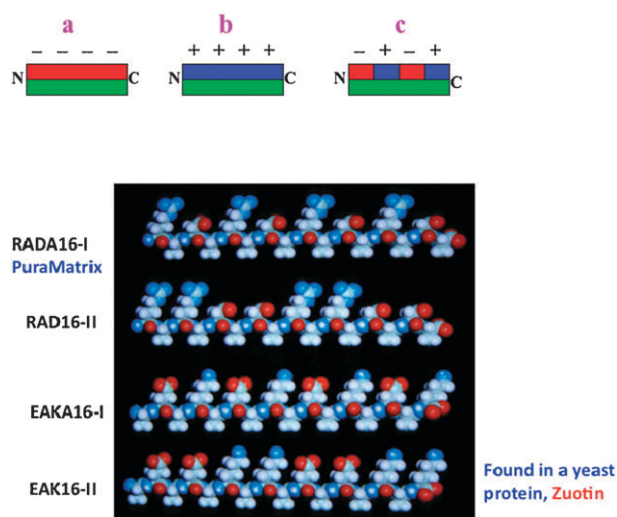 a b c
− − − − + + + + − + − +
N C N C N C
RADA16-I
PuraMatrix
RAD16-II
EAKA16-I
EAK16-II
Found in a yeast
protein, Zuotin